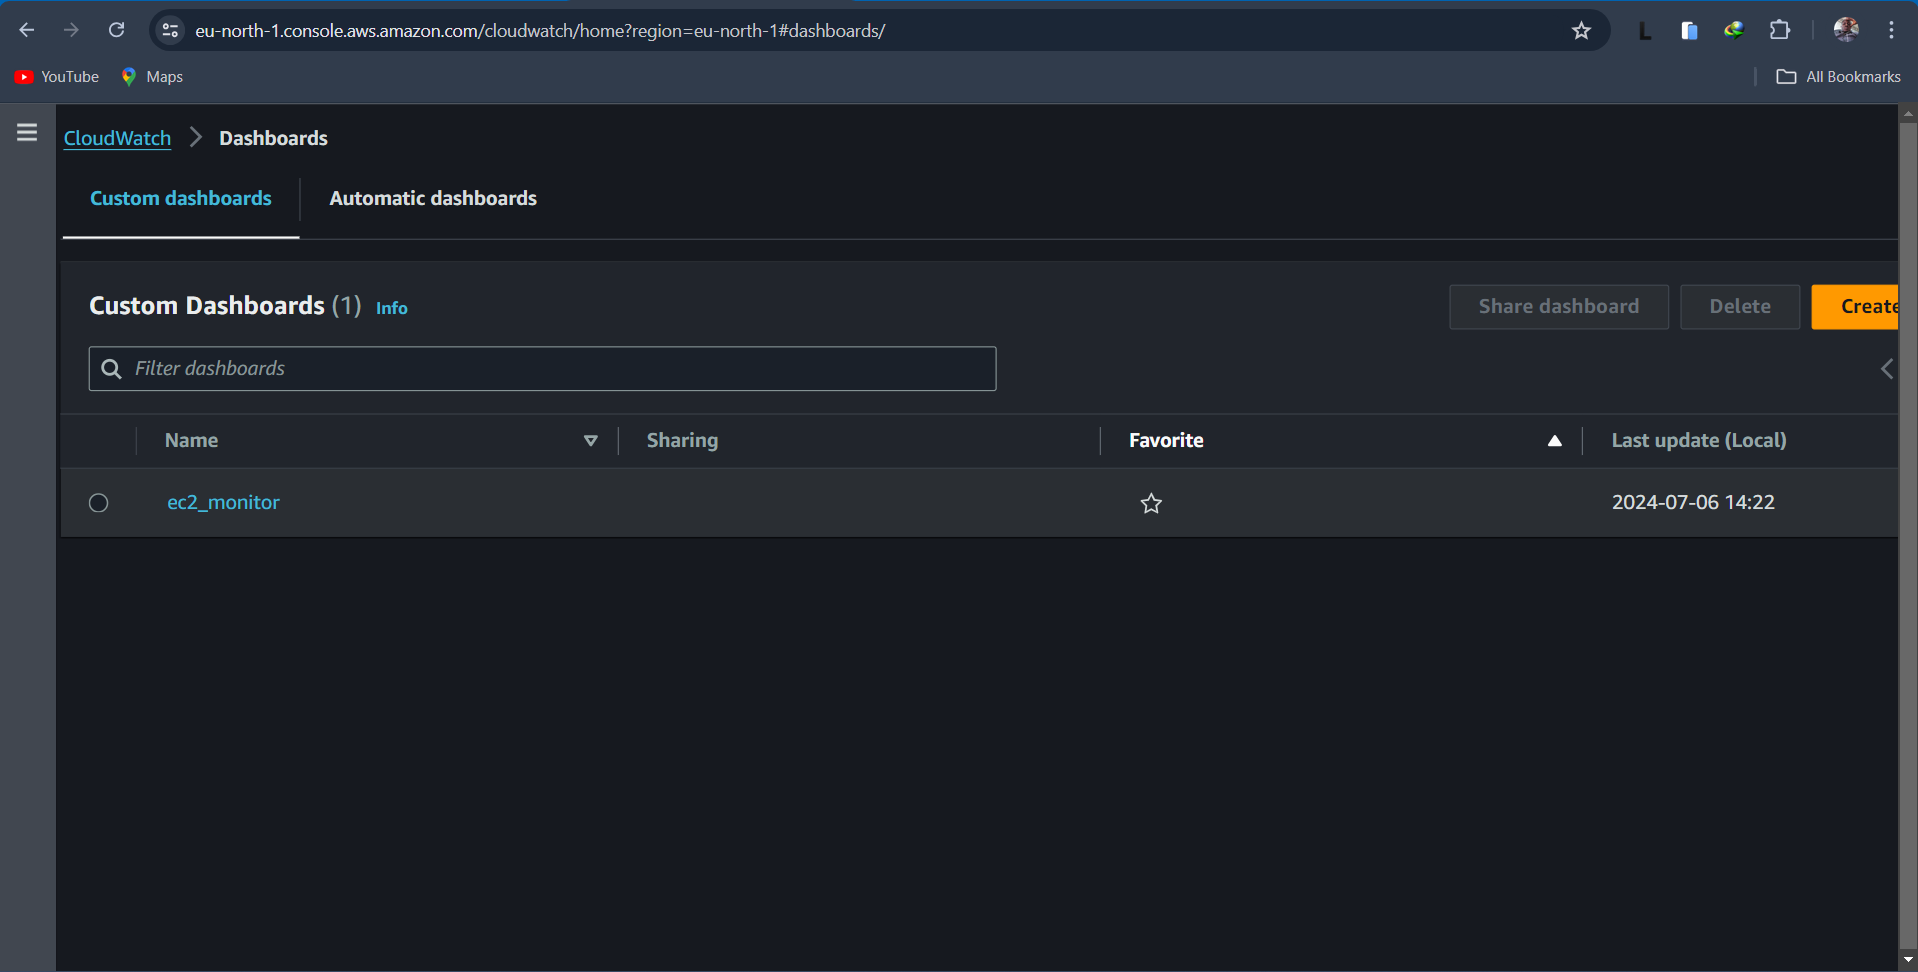 eu-north-1.console.aws.amazon.com/cloudwatch/home?region=eu-north-1#dashboards/
L
YouTube Maps All Bookmarks
CloudWatch Dashboards
Custom dashboards Automatic dashboards
Custom Dashboards (1) Info Share dashboard Delete Create
Filter dashboards
Name Sharing Favorite Last update (Local)
ec2_monitor 2024-07-06 14:22